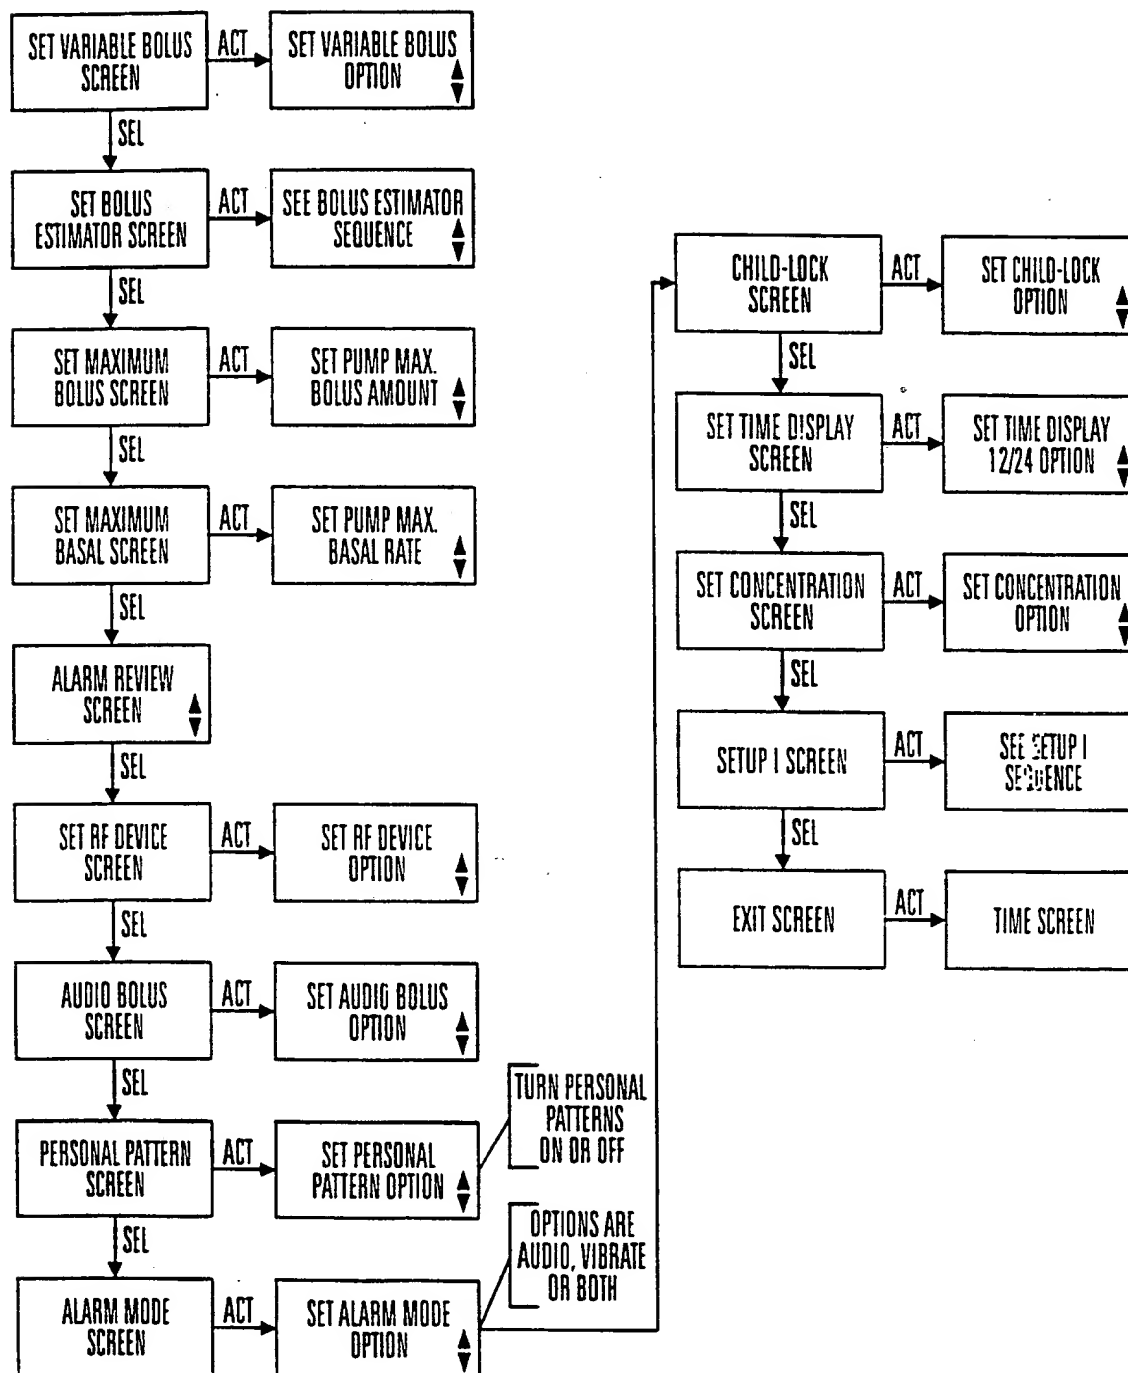 SET VARIABLE BOLUS
SCREEN
ACT
SET VARIABLE BOLUS
OPTION
SEL
SET BOLUS
ESTIMATOR SCREEN
ACT
SEE BOLUS ESTIMATOR
SEQUENCE
SEL
SET MAXIMUM
BOLUS SCREEN
ACT
SET PUMP MAX.
BOLUS AMOUNT
SEL
SET MAXIMUM
BASAL SCREEN
ACT
SET PUMP MAX.
BASAL RATE
SEL
ALARM REVIEW
SCREEN
SEL
SET RF DEVICE
SCREEN
ACT
SET RF DEVICE
OPTION
SEL
AUDIO BOLUS
SCREEN
ACT
SET AUDIO BOLUS
OPTION
SEL
PERSONAL PATTERN
SCREEN
ACT
SET PERSONAL
PATTERN OPTION
TURN PERSONAL
PATTERNS
ON OR OFF
SEL
ALARM MODE
SCREEN
ACT
SET ALARM MODE
OPTION
OPTIONS ARE
AUDIO, VIBRATE
OR BOTH
CHILD-LOCK
SCREEN
ACT
SET CHILD-LOCK
OPTION
SEL
SET TIME DISPLAY
SCREEN
ACT
SET TIME DISPLAY
12/24 OPTION
SEL
SET CONCENTRATION
SCREEN
ACT
SET CONCENTRATION
OPTION
SEL
SETUP I SCREEN
ACT
SEE SETUP I
SEQUENCE
SEL
EXIT SCREEN
ACT
TIME SCREEN